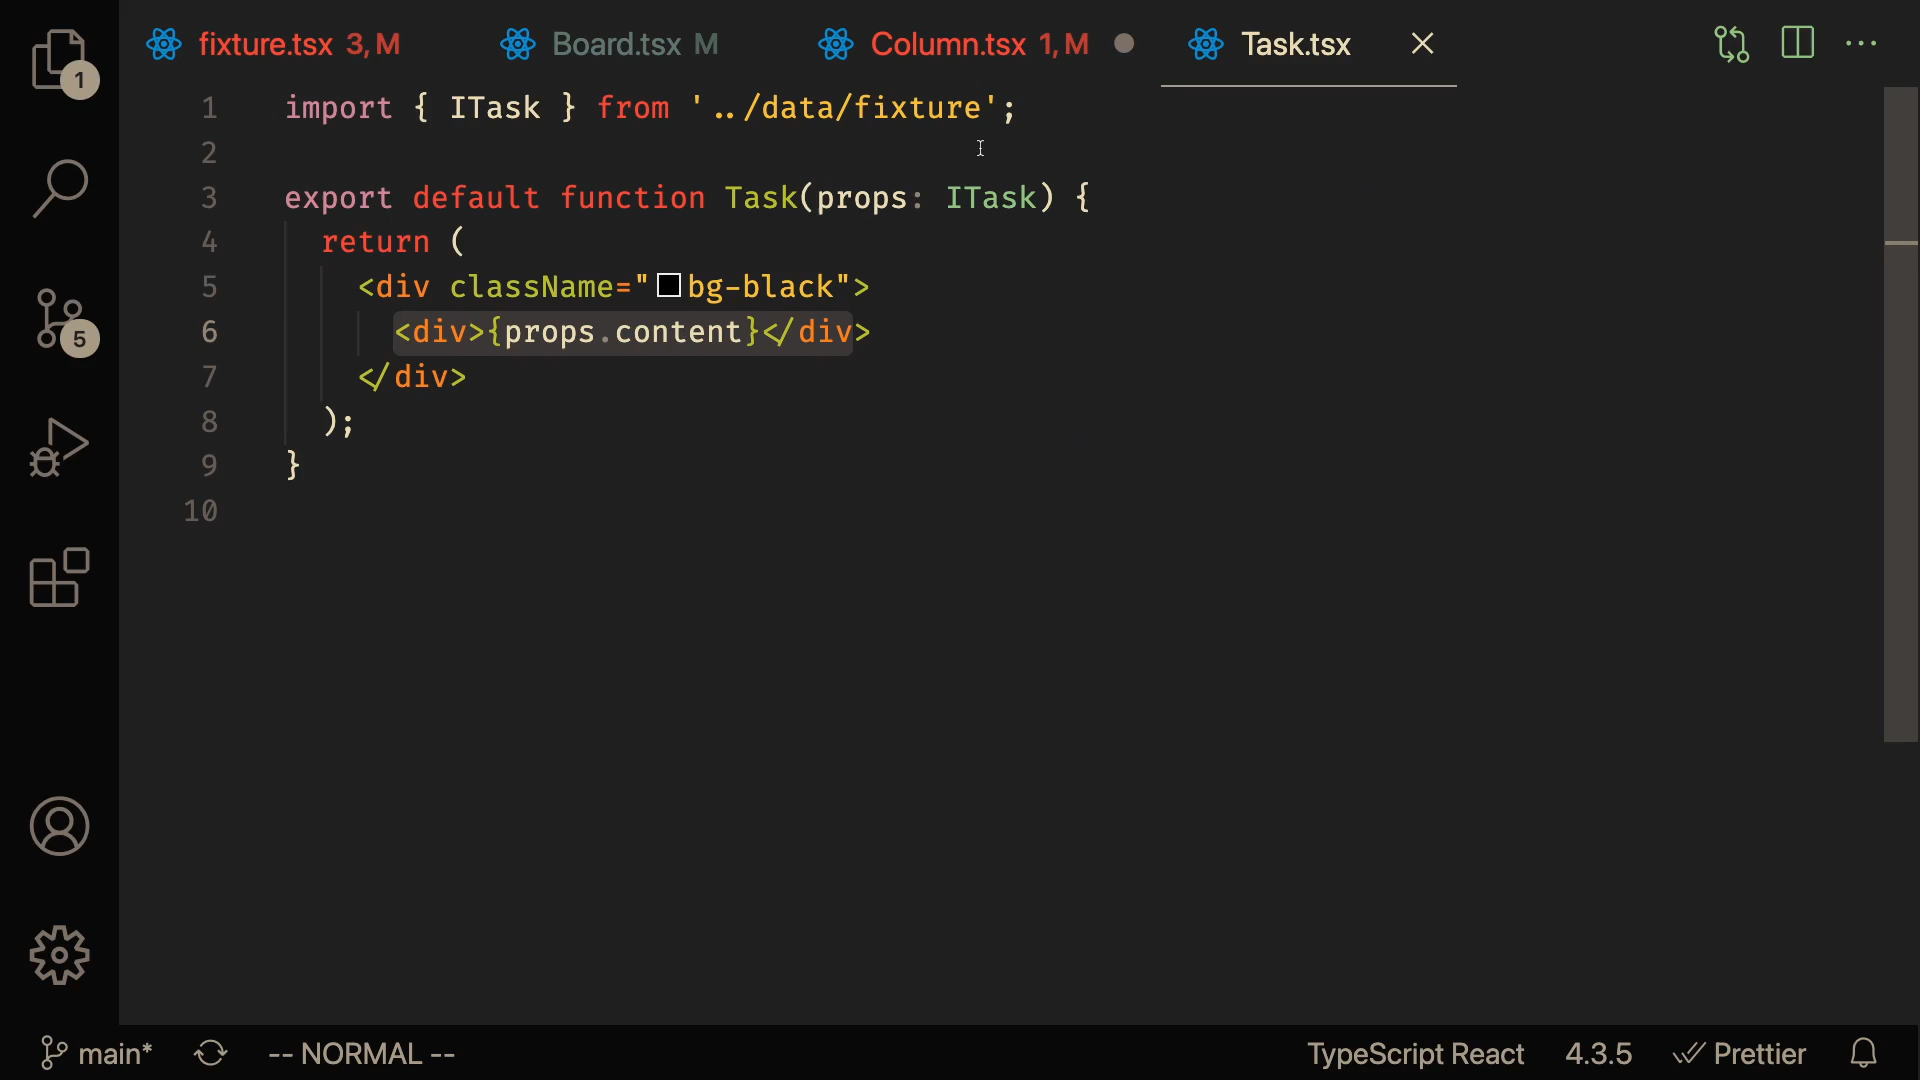 fixture.tsx 3, M Board.tsx M Column.tsx 1, M Task.tsx
1
1 import { ITask } from '../data/fixture';
2
3 export default function Task(props: ITask) {
4 return (
5 <div className="bg-black">
6 <div>{props.content}</div>
7 </div>
8 );
9 }
10
5
main* -- NORMAL -- TypeScript React 4.3.5 Prettier